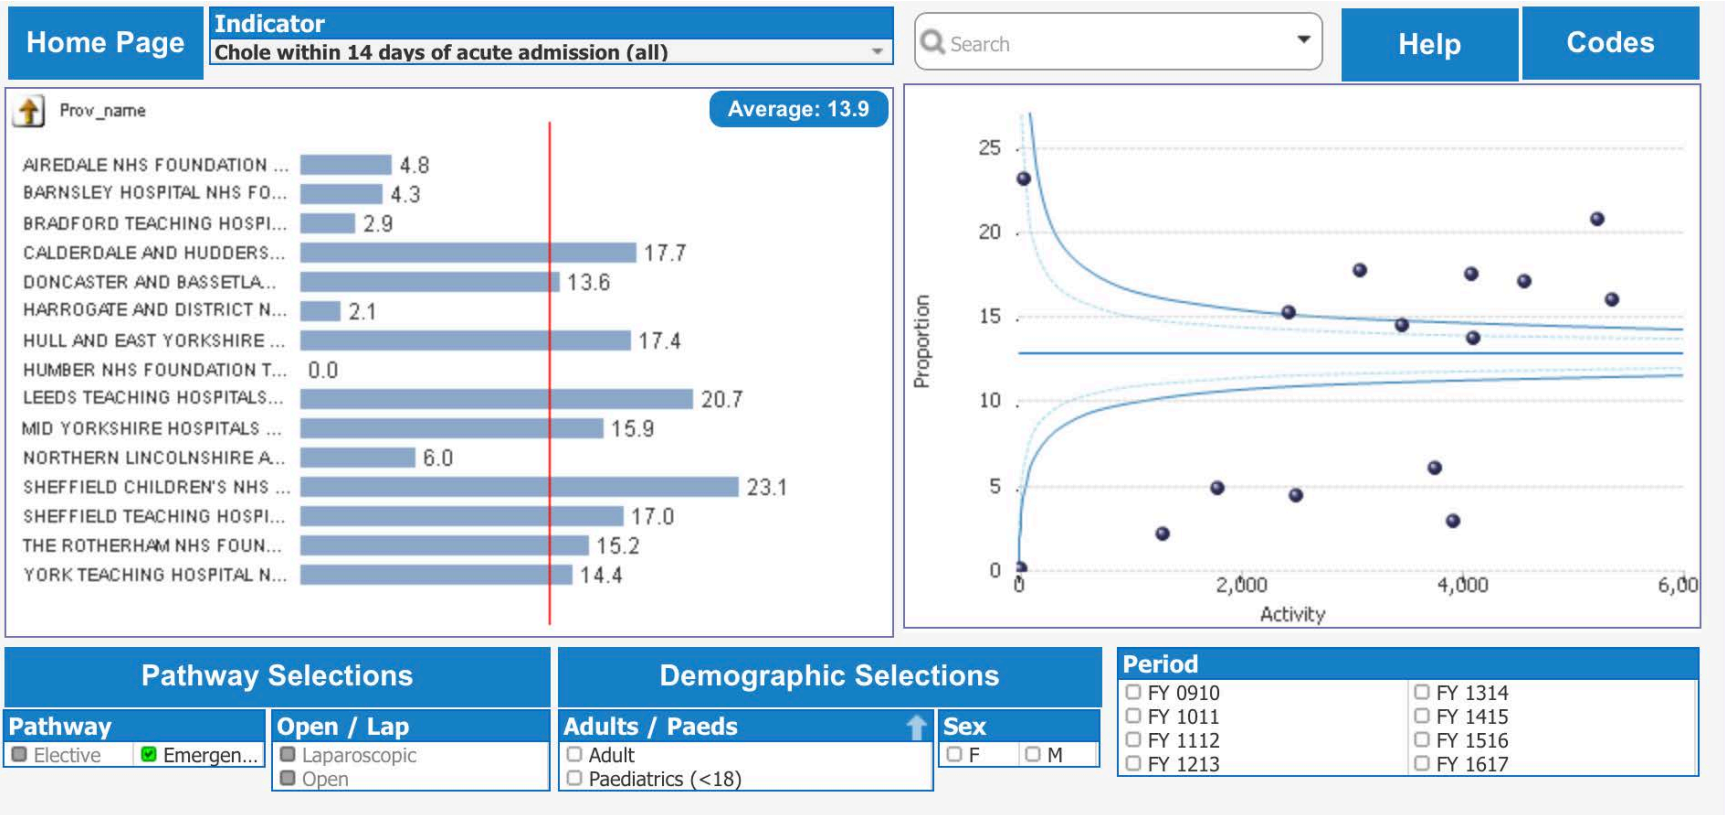 Home Page
Indicator
Chole within 14 days of acute admission (all)
Search
Help
Codes
Prov_name
Average: 13.9
AIREDALE NHS FOUNDATION ... 4.8
BARNSLEY HOSPITAL NHS FO... 4.3
BRADFORD TEACHING HOSPI... 2.9
CALDERDALE AND HUDDERS... 17.7
DONCASTER AND BASSETLA... 13.6
HARROGATE AND DISTRICT N... 2.1
HULL AND EAST YORKSHIRE ... 17.4
HUMBER NHS FOUNDATION T... 0.0
LEEDS TEACHING HOSPITALS... 20.7
MID YORKSHIRE HOSPITALS ... 15.9
NORTHERN LINCOLNSHIRE A... 6.0
SHEFFIELD CHILDREN'S NHS ... 23.1
SHEFFIELD TEACHING HOSPI... 17.0
THE ROTHERHAM NHS FOUN... 15.2
YORK TEACHING HOSPITAL N... 14.4
25
20
15
10
5
0
Proportion
0 2,000 4,000 6,00
Activity
Pathway Selections
Pathway
Elective Emergen...
Open / Lap
Laparoscopic
Open
Demographic Selections
Adults / Paeds
Adult
Paediatrics (<18)
Sex
F M
Period
FY 0910 FY 1314
FY 1011 FY 1415
FY 1112 FY 1516
FY 1213 FY 1617